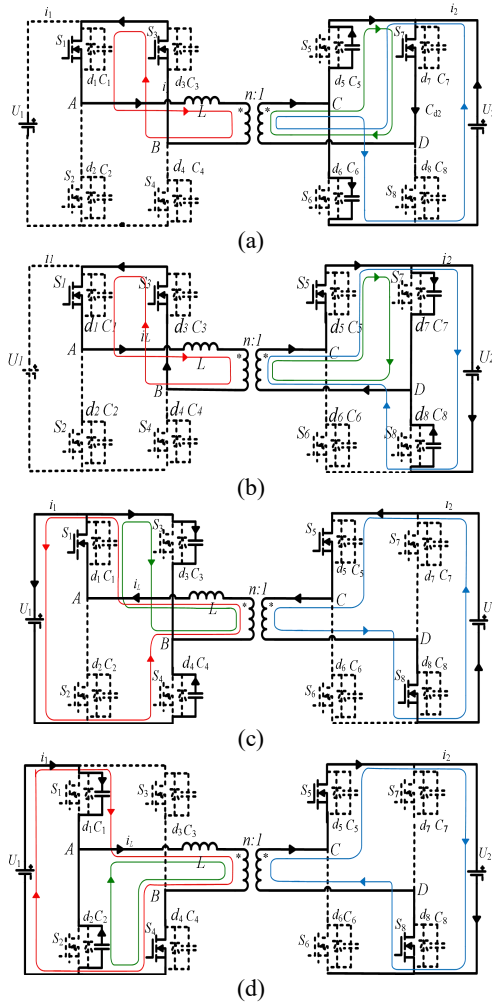 i1 i2
S1 S3 S5 S7
d1 C1 d3 C3 d5 C5 d7 C7
U1 A i L n:1 * * C Cd2 U
B D
d2 C2 d4 C4 d6 C6 d8 C8
S2 S4 S6 S8
(a)
i1 i2
S1 S3 S5 S7
d1 C1 d3 C3 d5 C5 d7 C7
U1 A iL L n:1 * * C U2
B D
d2 C2 d4 C4 d6 C6 d8 C8
S2 S4 S6 S8
(b)
i1 i2
S1 S3 S5 S7
d1 C1 d3 C3 d5 C5 d7 C7
U1 A iL L n:1 * * C U
B D
d2 C2 d4 C4 d6 C6 d8 C8
S2 S4 S6 S8
(c)
i1 i2
S1 S3 S5 S7
d1 C1 d3 C3 d5 C5 d7 C7
U1 A iL L n:1 * * C U2
B D
d2 C2 d4 C4 d6 C6 d8 C8
S2 S4 S6 S8
(d)